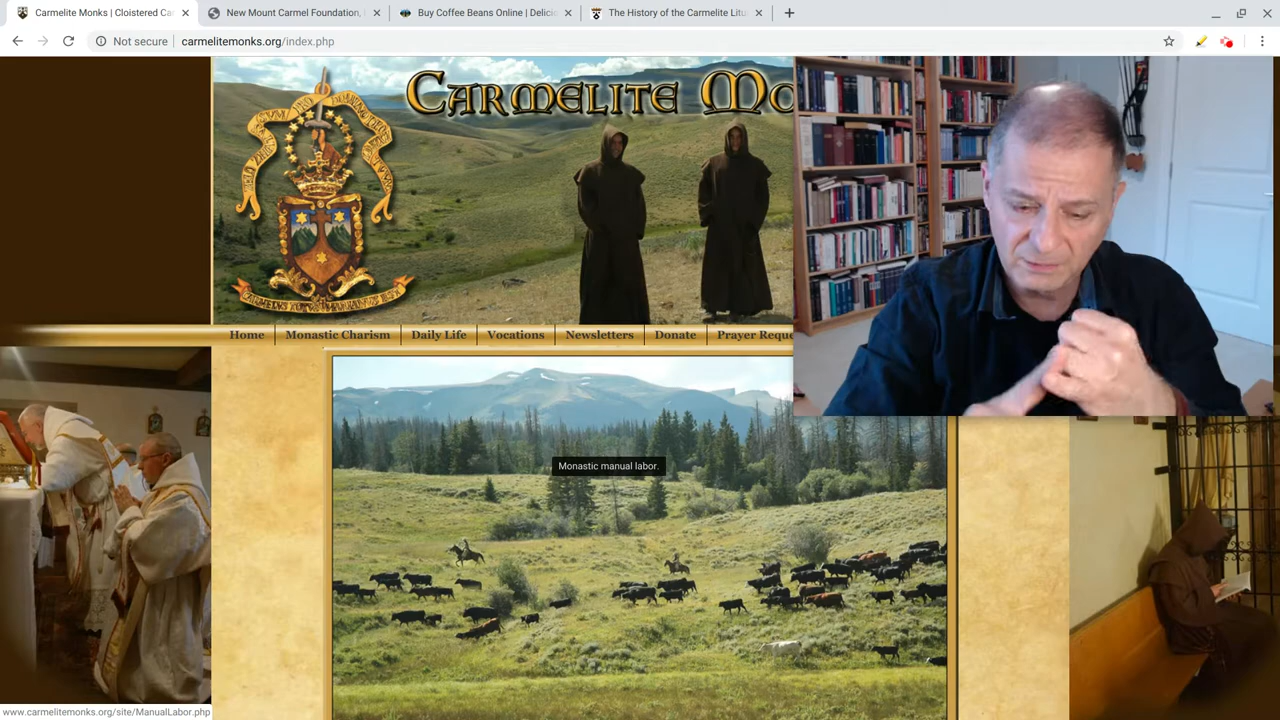 Carmelite Monks | Cloistered Ca
New Mount Carmel Foundation,
Buy Coffee Beans Online | Delici
The History of the Carmelite Litu
Not secure | carmelitemonks.org/index.php
CARMELITE MO
Home
Monastic Charism
Daily Life
Vocations
Newsletters
Donate
Prayer Reque
Monastic manual labor.
www.carmelitemonks.org/site/ManualLabor.php